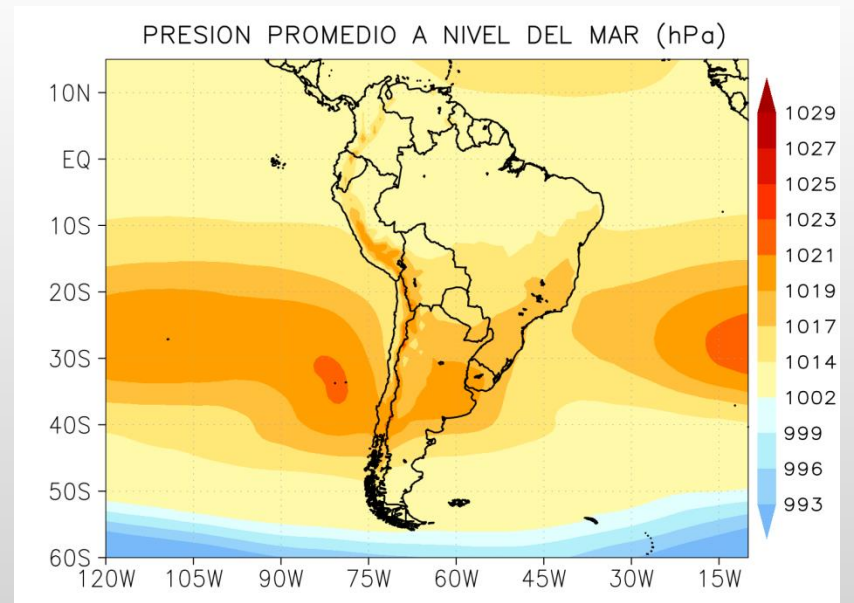 PRESION PROMEDIO A NIVEL DEL MAR (hPa)
10N
EQ
10S
20S
30S
40S
50S
60S
120W 105W 90W 75W 60W 45W 30W 15W
1029
1027
1025
1023
1021
1019
1017
1014
1002
999
996
993